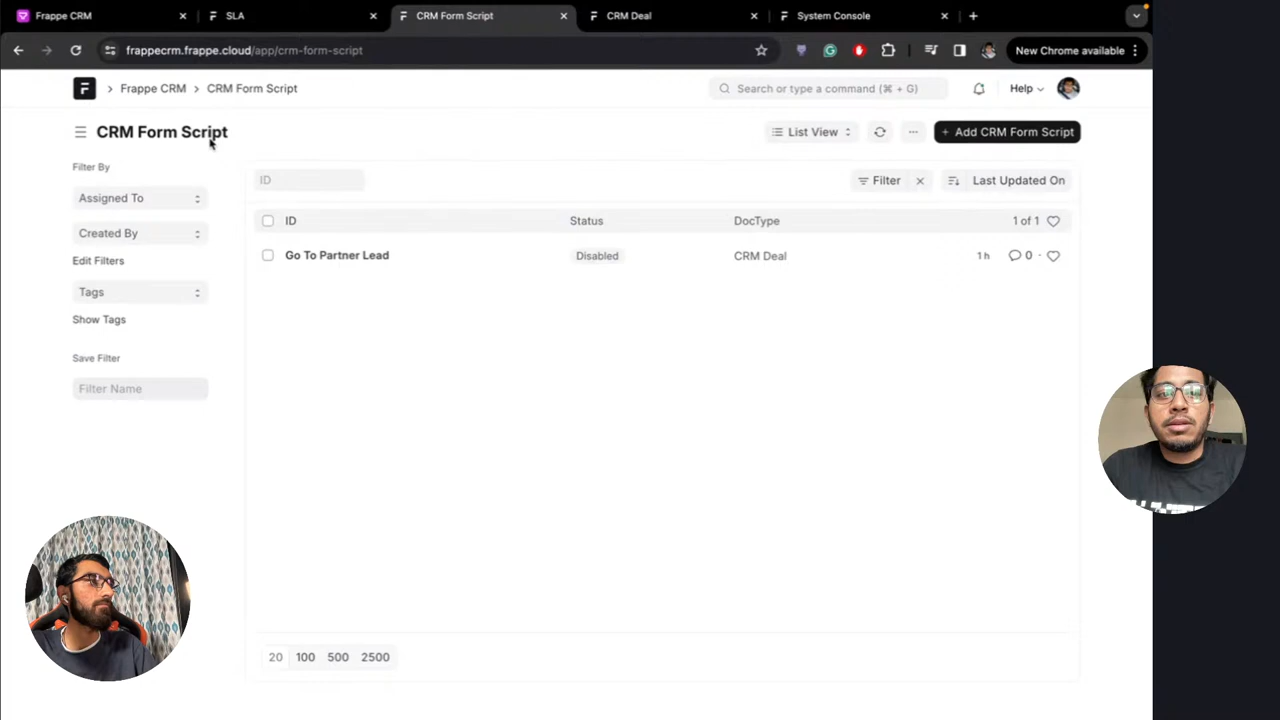 Frappe CRM
SLA
CRM Form Script
CRM Deal
System Console
frappecrm.frappe.cloud/app/crm-form-script
New Chrome available
Frappe CRM > CRM Form Script
Search or type a command (⌘ + G)
Help
CRM Form Script
List View
+ Add CRM Form Script
Filter By
Assigned To
Created By
Edit Filters
Tags
Show Tags
Save Filter
Filter Name
ID
Filter
Last Updated On
ID Status DocType 1 of 1
Go To Partner Lead Disabled CRM Deal 1 h 0 ·
20 100 500 2500